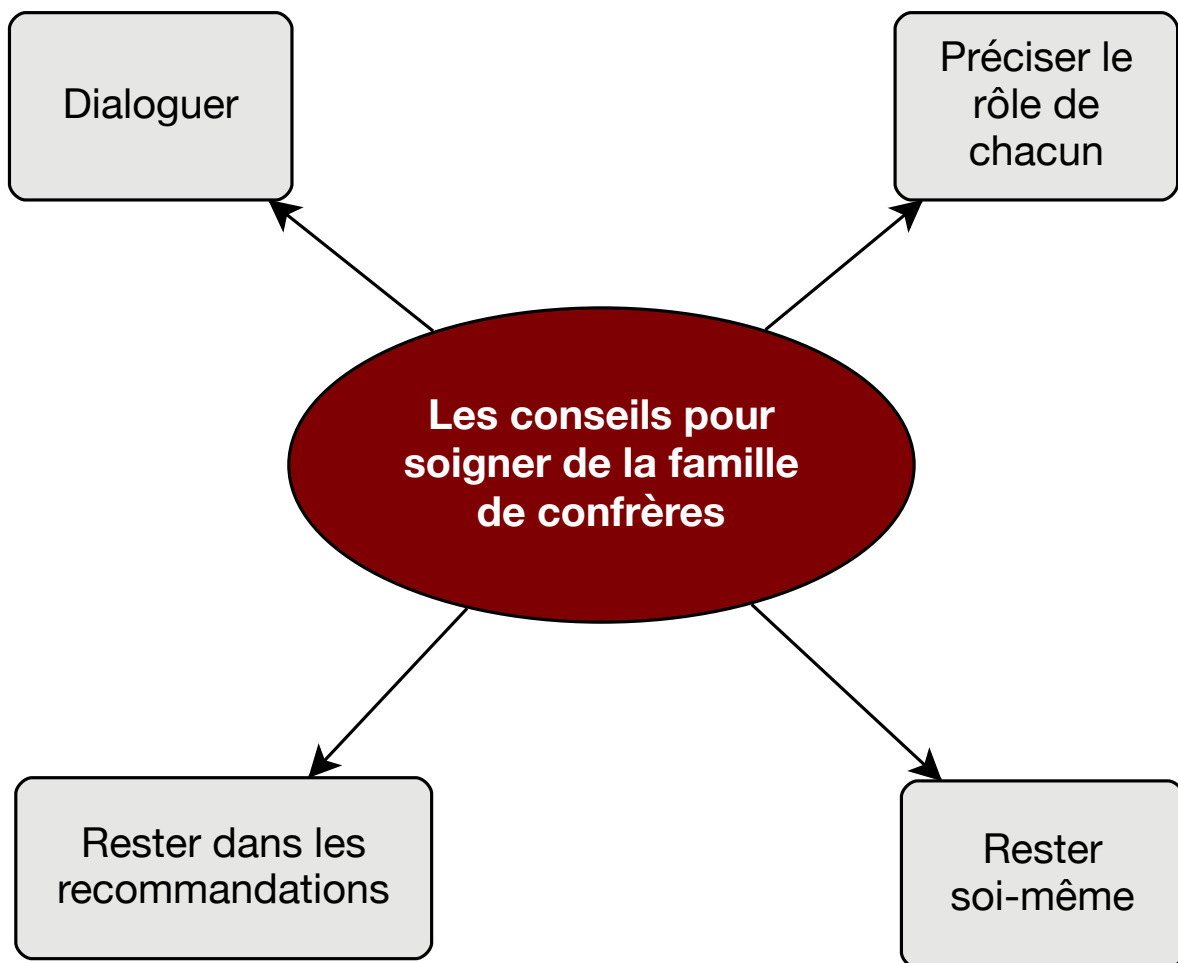 Dialoguer
Préciser le
rôle de
chacun
Les conseils pour
soigner de la famille
de confrères
Rester dans les
recommandations
Rester
soi-même